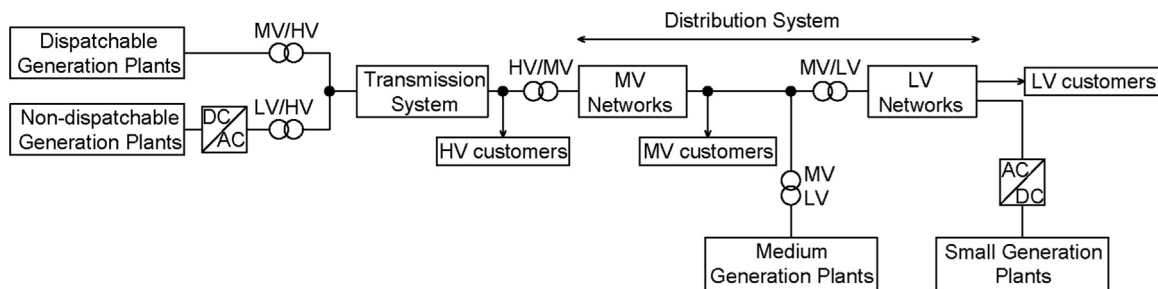 Distribution System
MV/HV
Dispatchable
Generation Plants
Transmission
System
HV/MV
MV
Networks
MV/LV
LV
Networks
LV customers
Non-dispatchable
Generation Plants
DC
AC
LV/HV
HV customers
MV customers
MV
LV
AC
DC
Medium
Generation Plants
Small Generation
Plants